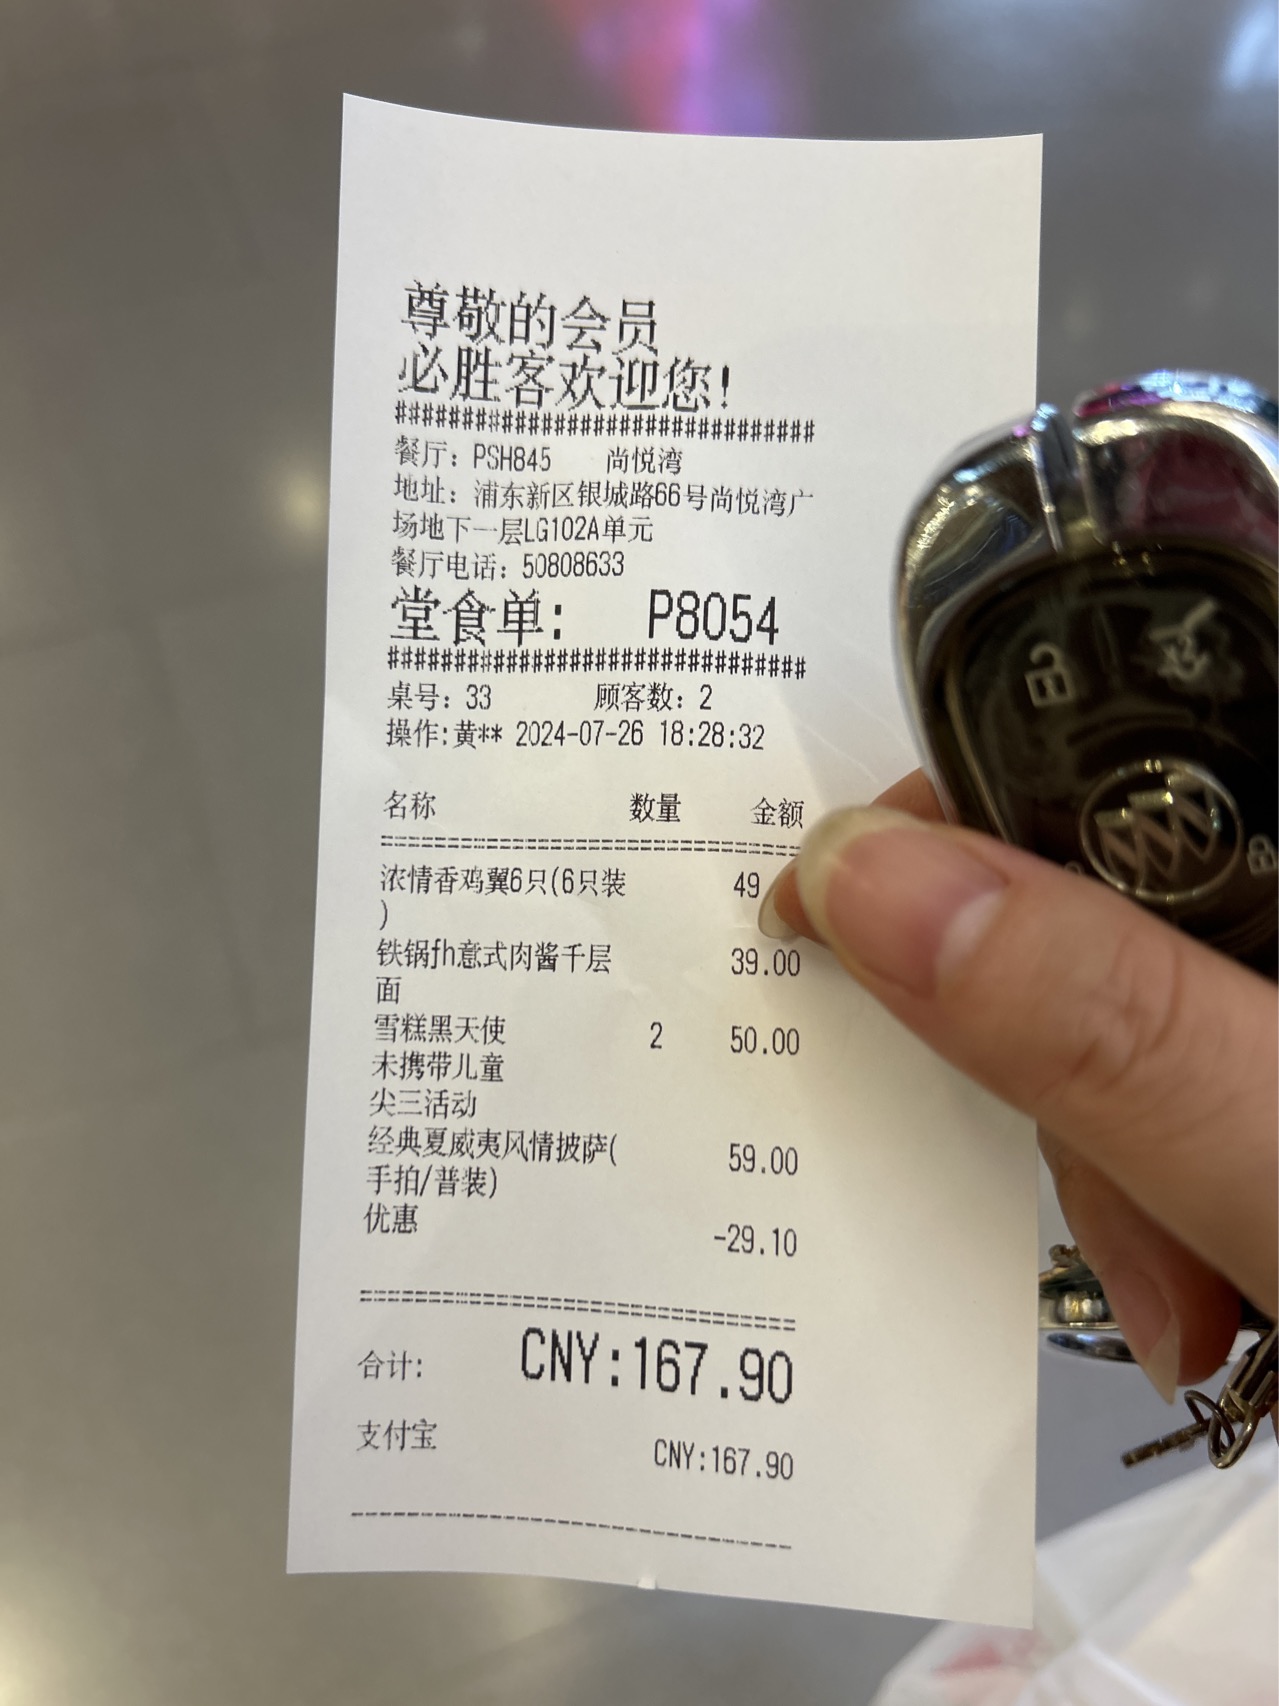 尊敬的会员
必胜客欢迎您!
###############################
餐厅: PSH845 尚悦湾
地址: 浦东新区银城路66号尚悦湾广
场地下一层LG102A单元
餐厅电话: 50808633
堂食单: P8054
###############################
桌号: 33 顾客数: 2
操作:黄** 2024-07-26 18:28:32
名称 数量 金额
浓情香鸡翼6只(6只装 49
)
铁锅fh意式肉酱千层 39.00
面
雪糕黑天使 2 50.00
未携带儿童
尖三活动
经典夏威夷风情披萨( 59.00
手拍/普装)
优惠 -29.10
合计: CNY:167.90
支付宝 CNY:167.90